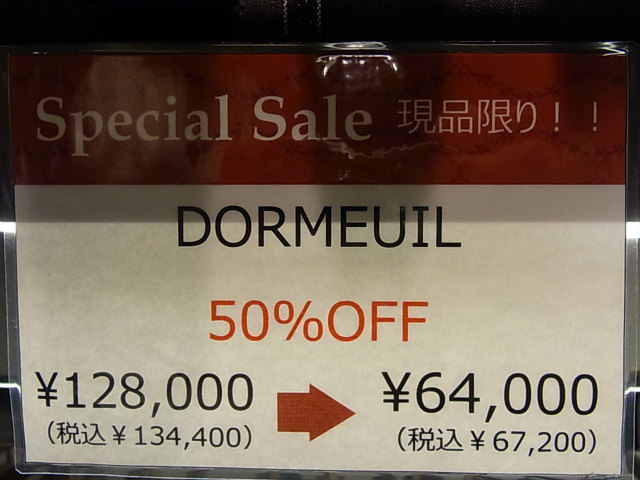 Special Sale 現品限り！！
DORMEUIL
50%OFF
¥128,000 ¥64,000
（税込¥134,400） （税込¥67,200）